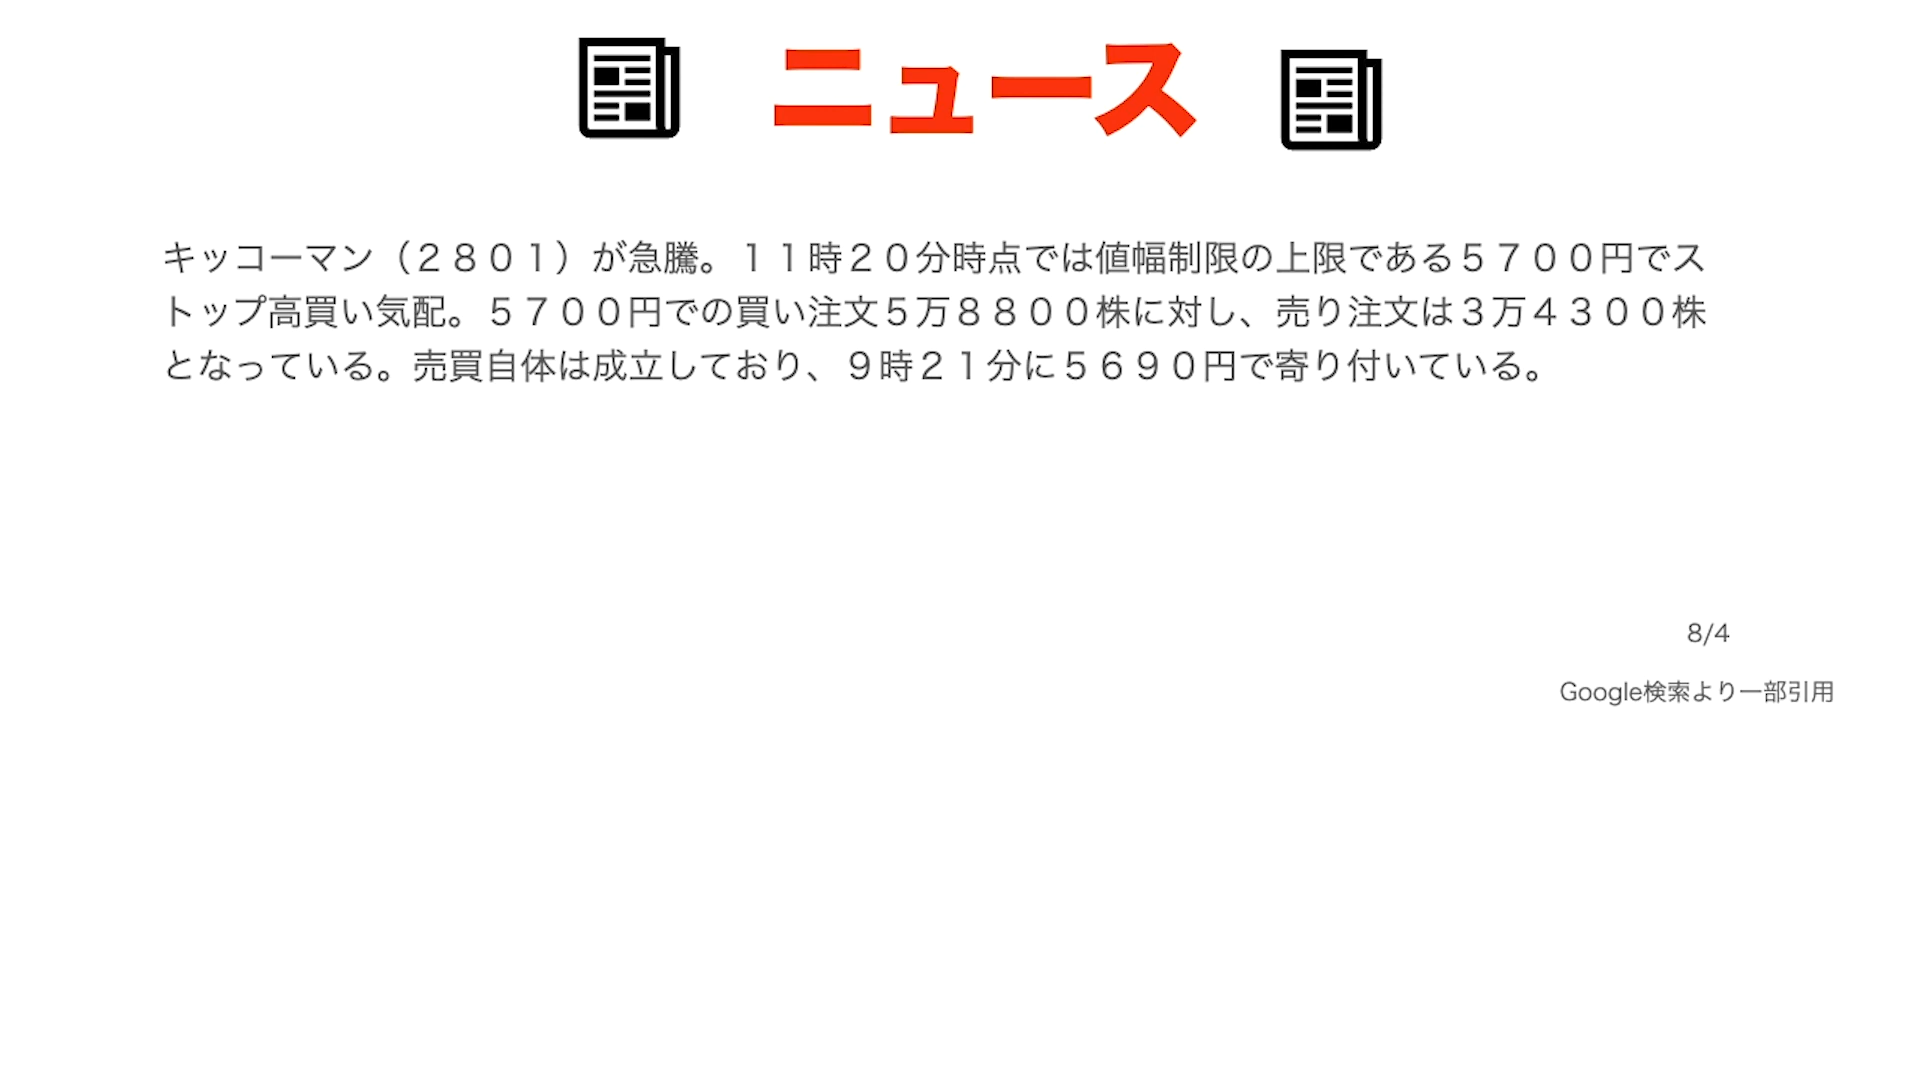 ニュース
キッコーマン（２８０１）が急騰。１１時２０分時点では値幅制限の上限である５７００円でス
トップ高買い気配。５７００円での買い注文５万８８００株に対し、売り注文は３万４３００株
となっている。売買自体は成立しており、９時２１分に５６９０円で寄り付いている。
8/4
Google検索より一部引用